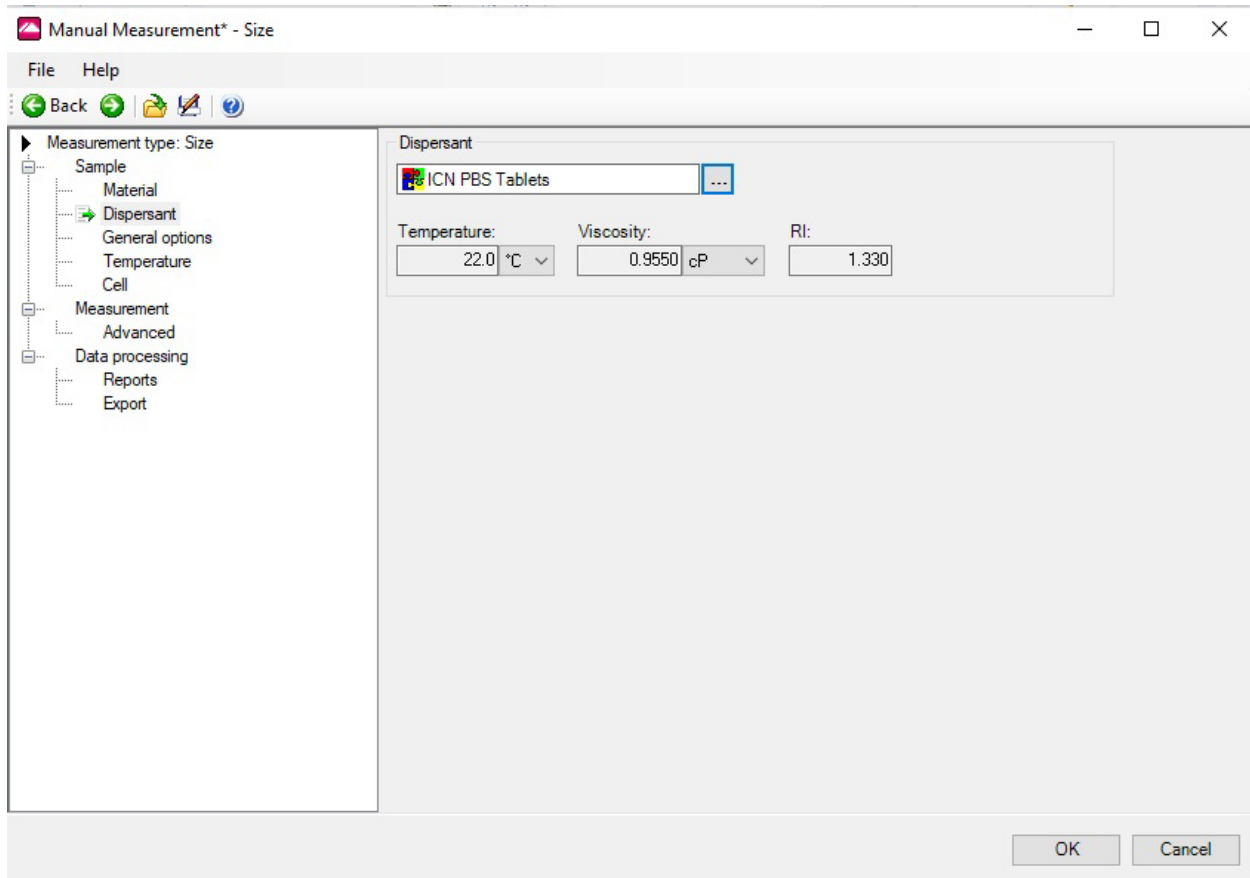 Manual Measurement* - Size
File Help
Back
Measurement type: Size
Sample
Material
Dispersant
General options
Temperature
Cell
Measurement
Advanced
Data processing
Reports
Export
Dispersant
ICN PBS Tablets ...
Temperature: Viscosity: RI:
22.0 °C 0.9550 cP 1.330
OK Cancel